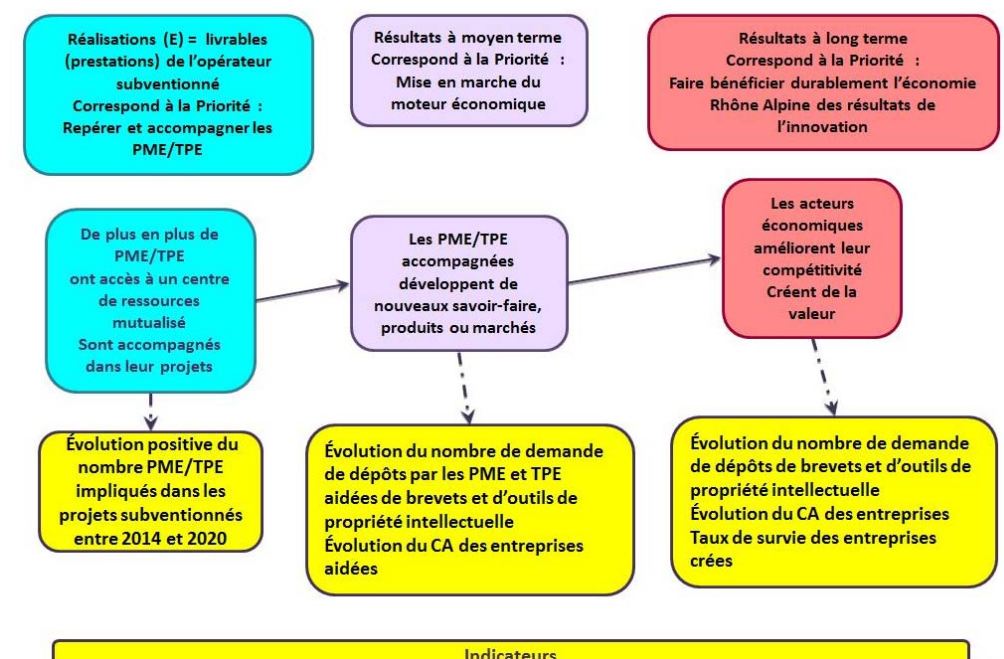 Réalisations (E) = livrables
(prestations) de l'opérateur
subventionné
Correspond à la Priorité :
Repérer et accompagner les
PME/TPE
Résultats à moyen terme
Correspond à la Priorité :
Mise en marche du
moteur économique
Résultats à long terme
Correspond à la Priorité :
Faire bénéficier durablement l'économie
Rhône Alpine des résultats de
l'innovation
De plus en plus de
PME/TPE
ont accès à un centre
de ressources
mutualisé
Sont accompagnés
dans leur projets
Les PME/TPE
accompagnées
développent de
nouveaux savoir-faire,
produits ou marchés
Les acteurs
économiques
améliorent leur
compétitivité
Créent de la
valeur
Évolution positive du
nombre PME/TPE
impliqués dans les
projets subventionnés
entre 2014 et 2020
Évolution du nombre de demande
de dépôts par les PME et TPE
aidées de brevets et d'outils de
propriété intellectuelle
Évolution du CA des entreprises
aidées
Évolution du nombre de demande
de dépôts de brevets et d'outils de
propriété intellectuelle
Évolution du CA des entreprises
Taux de survie des entreprises
crées
Indicateurs